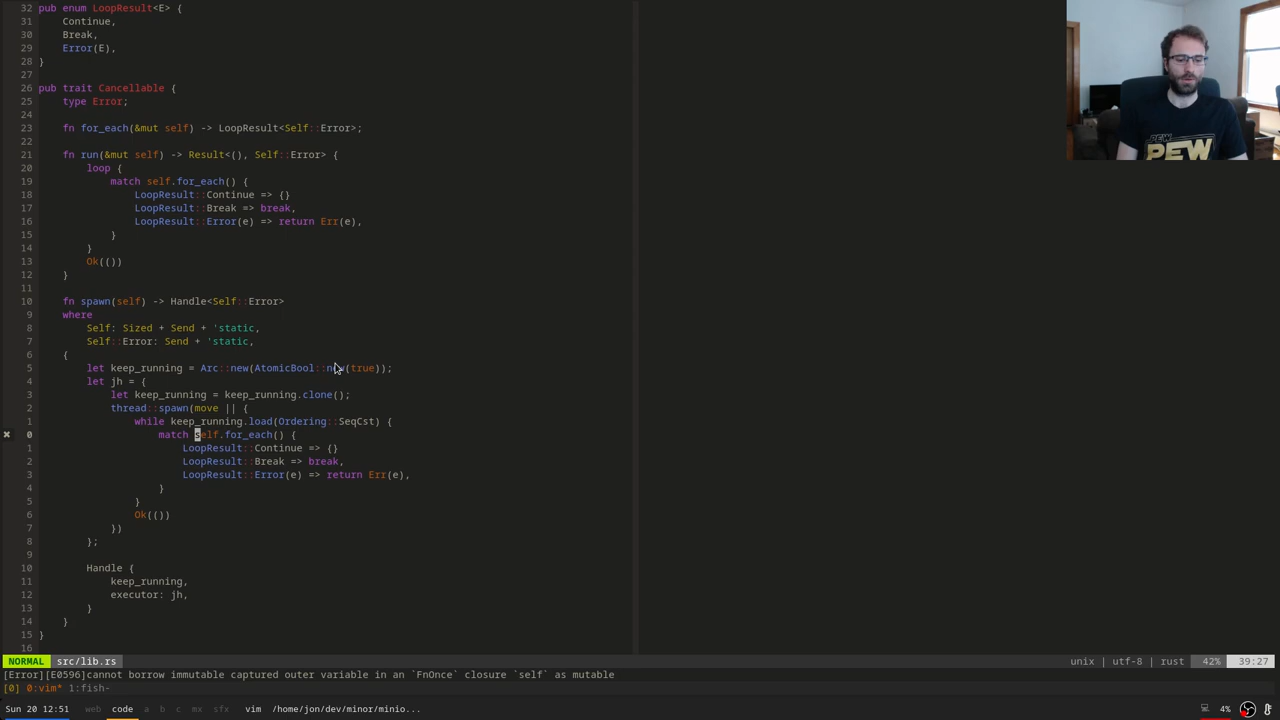 32 pub enum LoopResult<E> {
31     Continue,
30     Break,
29     Error(E),
28 }
27
26 pub trait Cancellable {
25     type Error;
24
23     fn for_each(&mut self) -> LoopResult<Self::Error>;
22
21     fn run(&mut self) -> Result<(), Self::Error> {
20         loop {
19             match self.for_each() {
18                 LoopResult::Continue => {}
17                 LoopResult::Break => break,
16                 LoopResult::Error(e) => return Err(e),
15             }
14         }
13         Ok(())
12     }
11
10     fn spawn(self) -> Handle<Self::Error>
9     where
8         Self: Sized + Send + 'static,
7         Self::Error: Send + 'static,
6     {
5         let keep_running = Arc::new(AtomicBool::new(true));
4         let jh = {
3             let keep_running = keep_running.clone();
2             thread::spawn(move || {
1                 while keep_running.load(Ordering::SeqCst) {
✖ 0                     match self.for_each() {
1                         LoopResult::Continue => {}
2                         LoopResult::Break => break,
3                         LoopResult::Error(e) => return Err(e),
4                     }
5                 }
6                 Ok(())
7             })
8         };
9
10         Handle {
11             keep_running,
12             executor: jh,
13         }
14     }
15 }
16
PEW
PEW
NORMAL src/lib.rs unix | utf-8 | rust 42% 39:27
[Error][E0596]cannot borrow immutable captured outer variable in an `FnOnce` closure `self` as mutable
[0] 0:vim* 1:fish-
Sun 20 12:51 web code a b c mx sfx vim /home/jon/dev/minor/minio... 4%